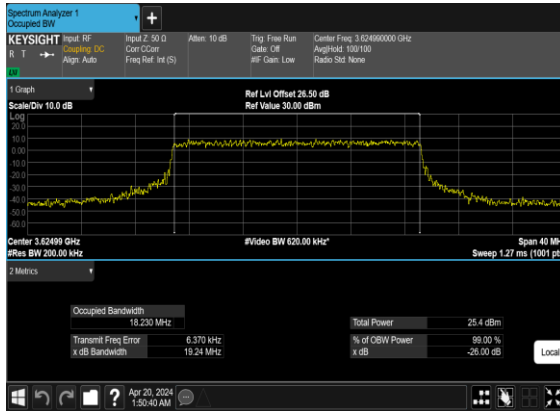 Spectrum Analyzer 1
Occupied BW
+
KEYSIGHT
R T
LXI
Input: RF
Coupling: DC
Align: Auto
Input Z: 50 Ω
Corr CCorr
Freq Ref: Int (S)
Atten: 10 dB
Trig: Free Run
Gate: Off
#IF Gain: Low
Center Freq: 3.624990000 GHz
Avg|Hold: 100/100
Radio Std: None
1 Graph
Scale/Div 10.0 dB
Ref Lvl Offset 26.50 dB
Ref Value 30.00 dBm
Log
20.0
10.0
0.00
-10.0
-20.0
-30.0
-40.0
-50.0
-60.0
Center 3.62499 GHz
#Res BW 200.00 kHz
#Video BW 620.00 kHz*
Span 40 MH
Sweep 1.27 ms (1001 pt
2 Metrics
Occupied Bandwidth
18.230 MHz
Transmit Freq Error 6.370 kHz
x dB Bandwidth 19.24 MHz
Total Power 25.4 dBm
% of OBW Power 99.00 %
x dB -26.00 dB
Local
?
Apr 20, 2024
1:50:40 AM